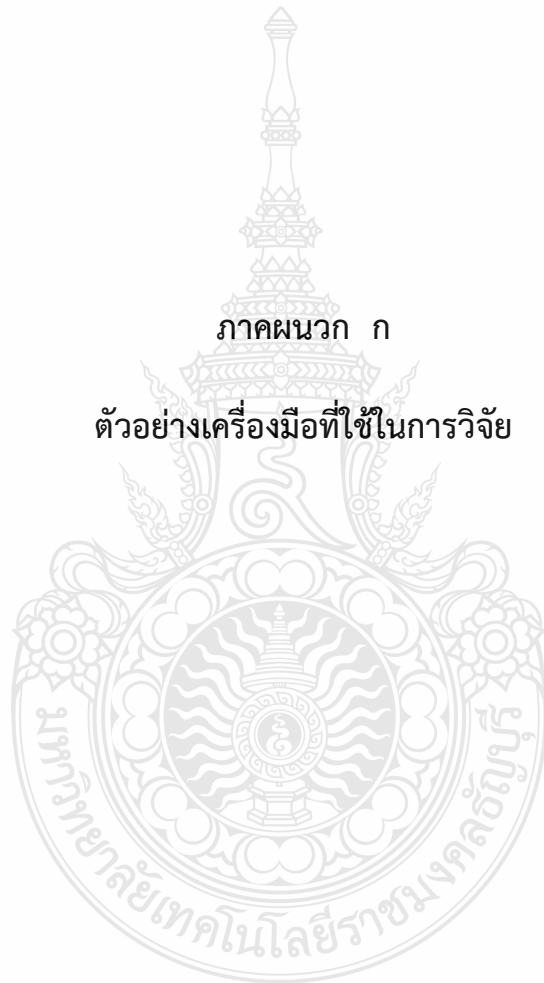 ภาคผนวก ก
ตัวอย่างเครื่องมือที่ใช้ในการวิจัย
มหาวิทยาลัยเทคโนโลยีราชมงคลธัญบุรี